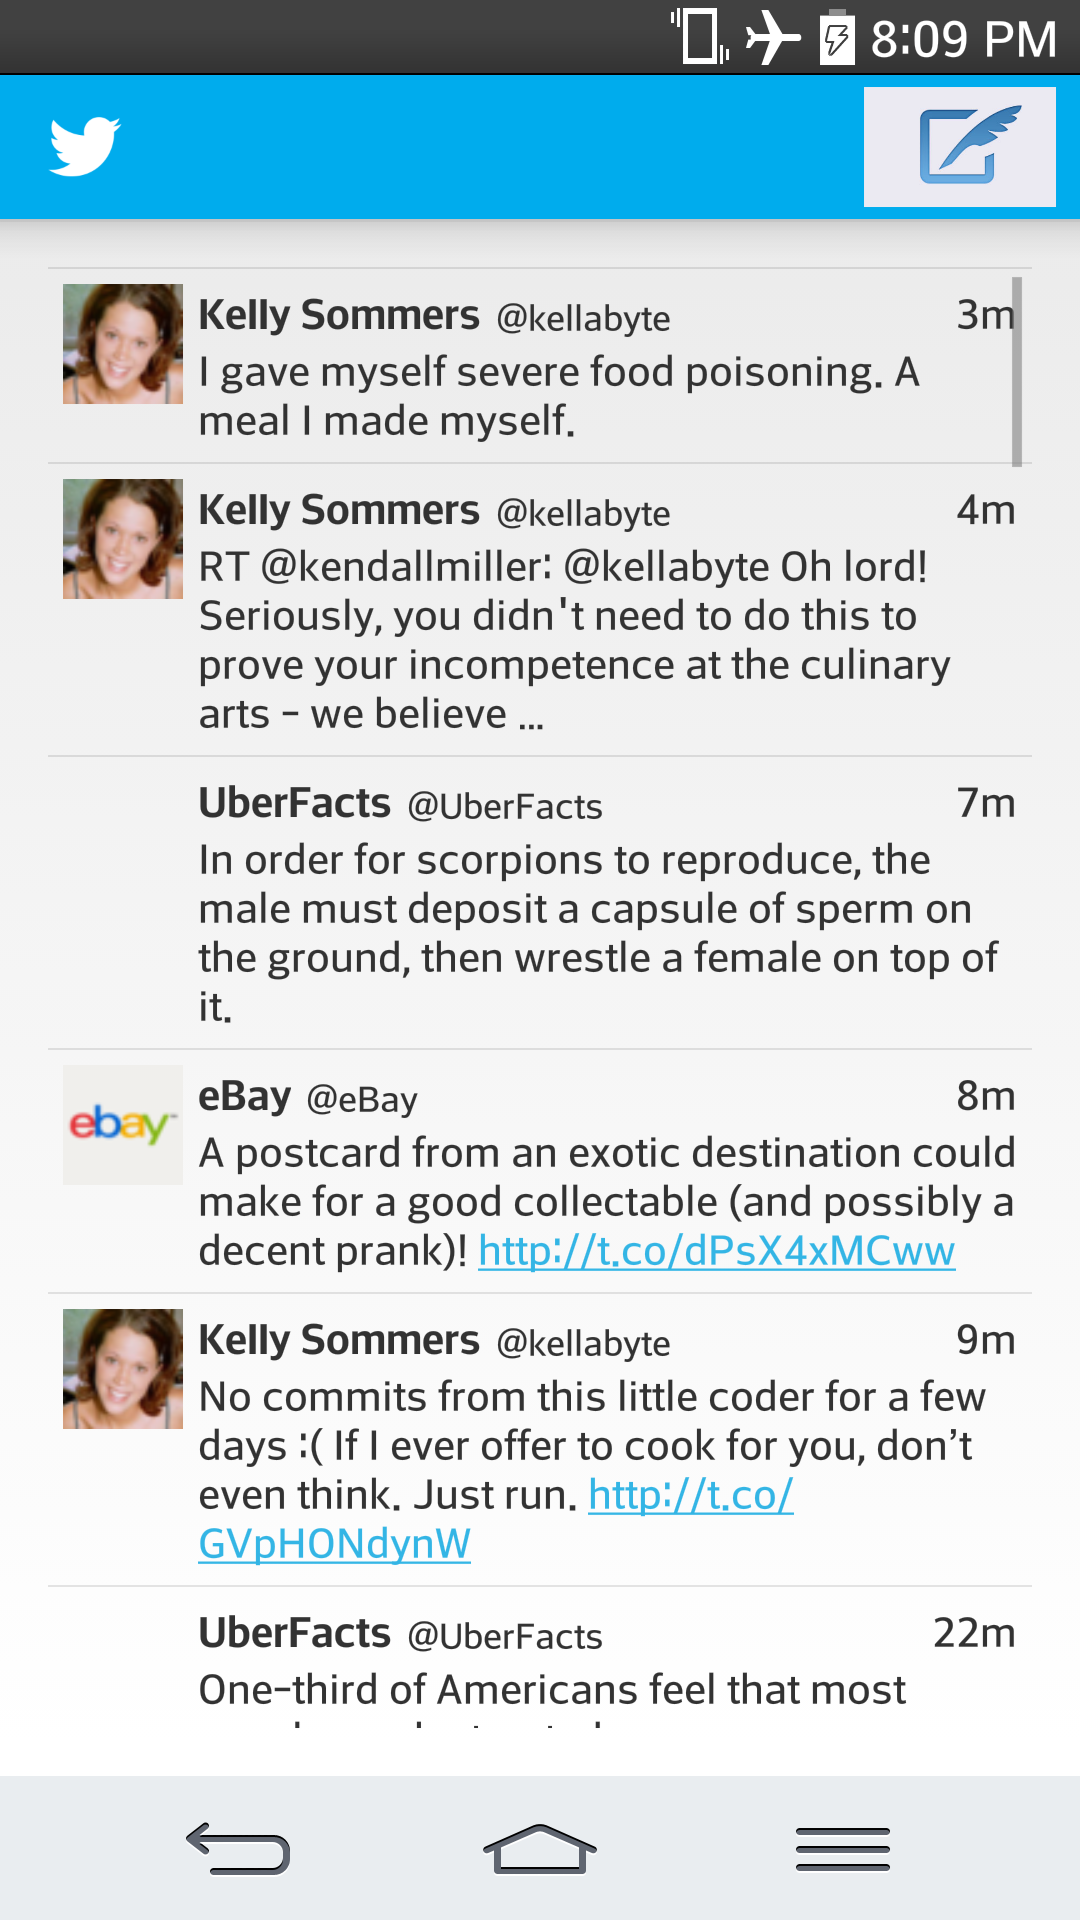 8:09 PM
Kelly Sommers @kellabyte 3m
I gave myself severe food poisoning. A
meal I made myself.
Kelly Sommers @kellabyte 4m
RT @kendallmiller: @kellabyte Oh lord!
Seriously, you didn't need to do this to
prove your incompetence at the culinary
arts - we believe ...
UberFacts @UberFacts 7m
In order for scorpions to reproduce, the
male must deposit a capsule of sperm on
the ground, then wrestle a female on top of
it.
ebay™
eBay @eBay 8m
A postcard from an exotic destination could
make for a good collectable (and possibly a
decent prank)! http://t.co/dPsX4xMCww
Kelly Sommers @kellabyte 9m
No commits from this little coder for a few
days :( If I ever offer to cook for you, don’t
even think. Just run. http://t.co/
GVpHONdynW
UberFacts @UberFacts 22m
One-third of Americans feel that most